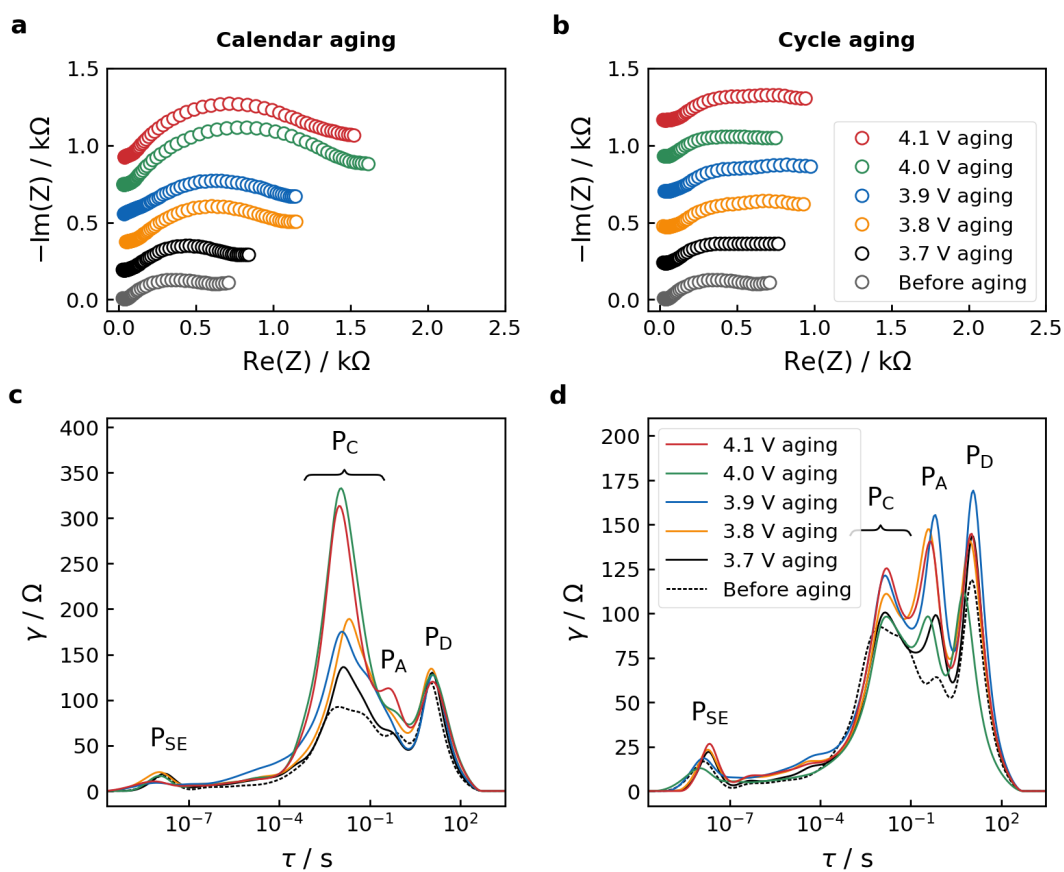 a
Calendar aging
1.5
1.0
0.5
0.0
−Im(Z) / kΩ
0.0 0.5 1.0 1.5 2.0 2.5
Re(Z) / kΩ
b
Cycle aging
1.5
1.0
0.5
0.0
−Im(Z) / kΩ
4.1 V aging
4.0 V aging
3.9 V aging
3.8 V aging
3.7 V aging
Before aging
0.0 0.5 1.0 1.5 2.0 2.5
Re(Z) / kΩ
c
400
350
300
250
200
150
100
50
0
γ / Ω
P_C
P_A
P_D
P_SE
10⁻⁷ 10⁻⁴ 10⁻¹ 10²
τ / s
d
200
175
150
125
100
75
50
25
0
γ / Ω
4.1 V aging
4.0 V aging
3.9 V aging
3.8 V aging
3.7 V aging
Before aging
P_C
P_A
P_D
P_SE
10⁻⁷ 10⁻⁴ 10⁻¹ 10²
τ / s